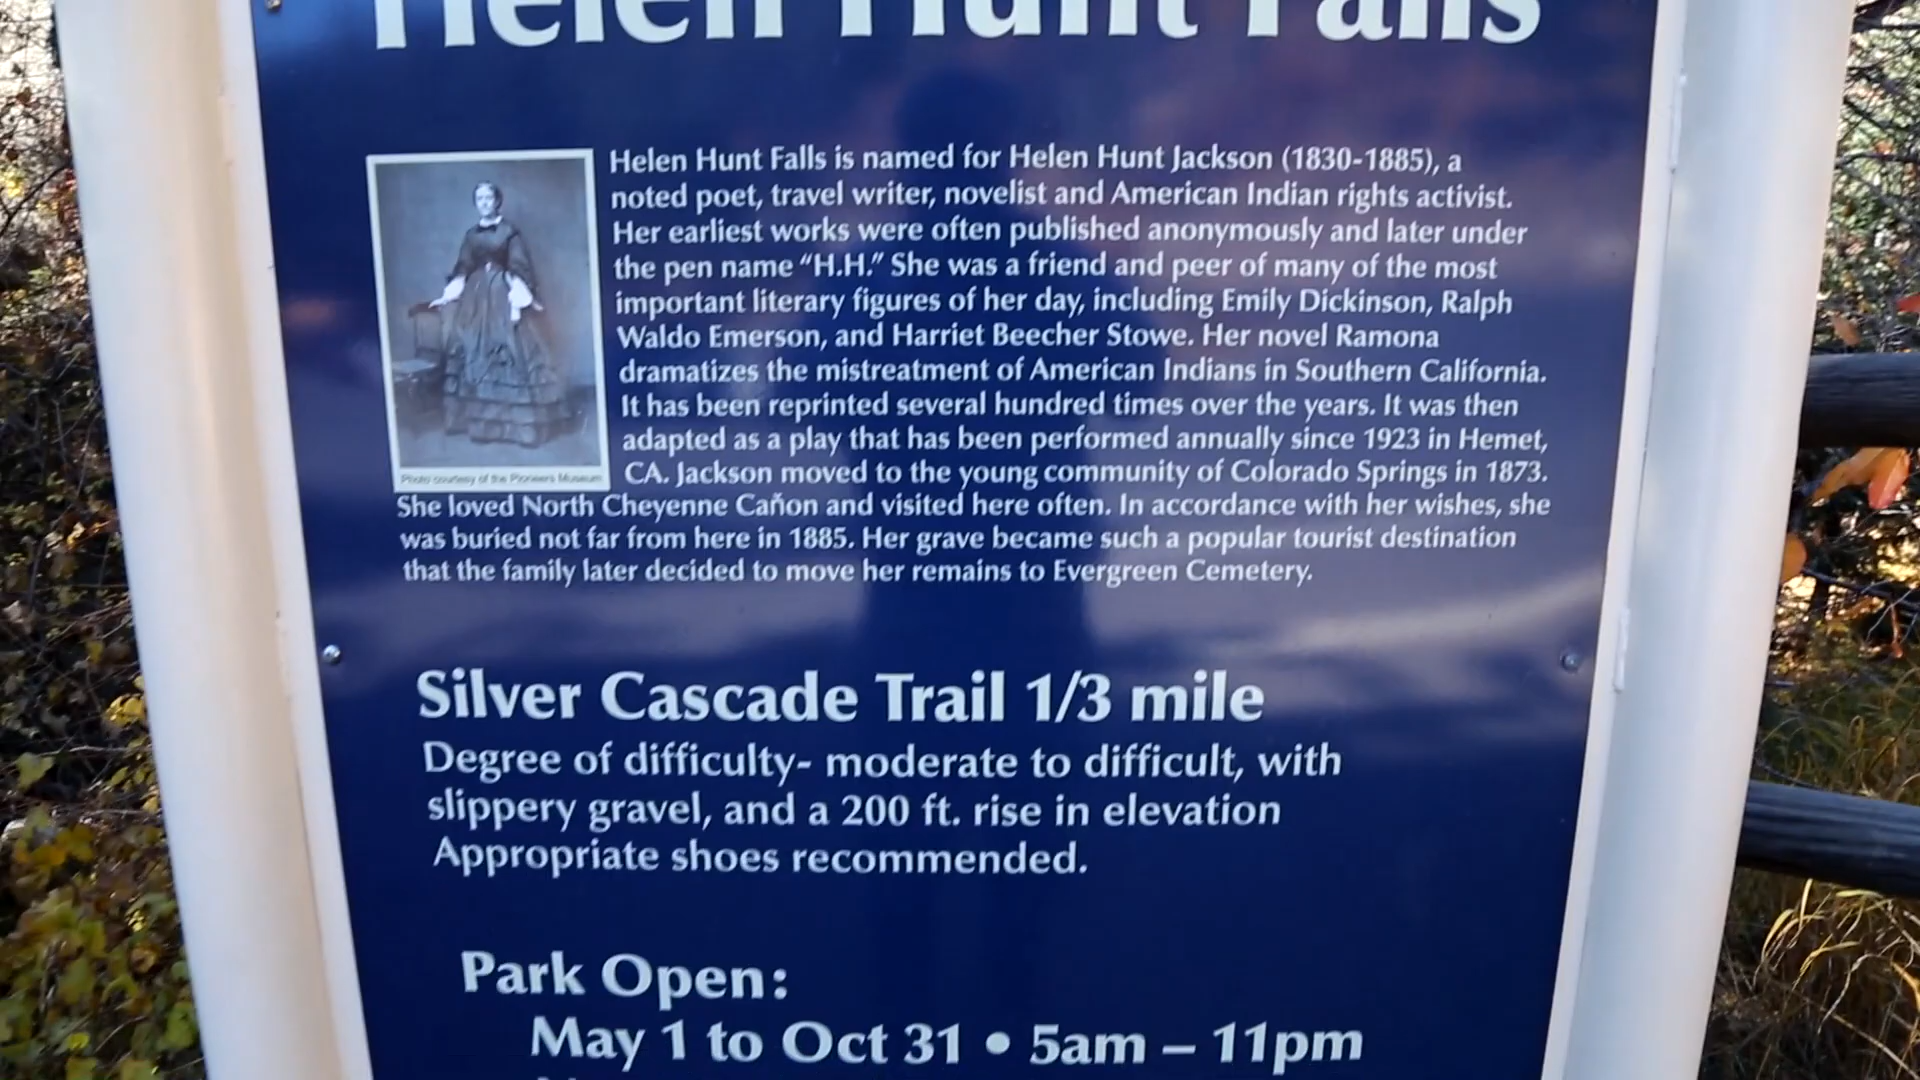 Helen Hunt Falls
Helen Hunt Falls is named for Helen Hunt Jackson (1830-1885), a
noted poet, travel writer, novelist and American Indian rights activist.
Her earliest works were often published anonymously and later under
the pen name “H.H.” She was a friend and peer of many of the most
important literary figures of her day, including Emily Dickinson, Ralph
Waldo Emerson, and Harriet Beecher Stowe. Her novel Ramona
dramatizes the mistreatment of American Indians in Southern California.
It has been reprinted several hundred times over the years. It was then
adapted as a play that has been performed annually since 1923 in Hemet,
CA. Jackson moved to the young community of Colorado Springs in 1873.
Photo courtesy of the Pioneers Museum
She loved North Cheyenne Cañon and visited here often. In accordance with her wishes, she
was buried not far from here in 1885. Her grave became such a popular tourist destination
that the family later decided to move her remains to Evergreen Cemetery.
Silver Cascade Trail 1/3 mile
Degree of difficulty- moderate to difficult, with
slippery gravel, and a 200 ft. rise in elevation
Appropriate shoes recommended.
Park Open:
May 1 to Oct 31 • 5am – 11pm